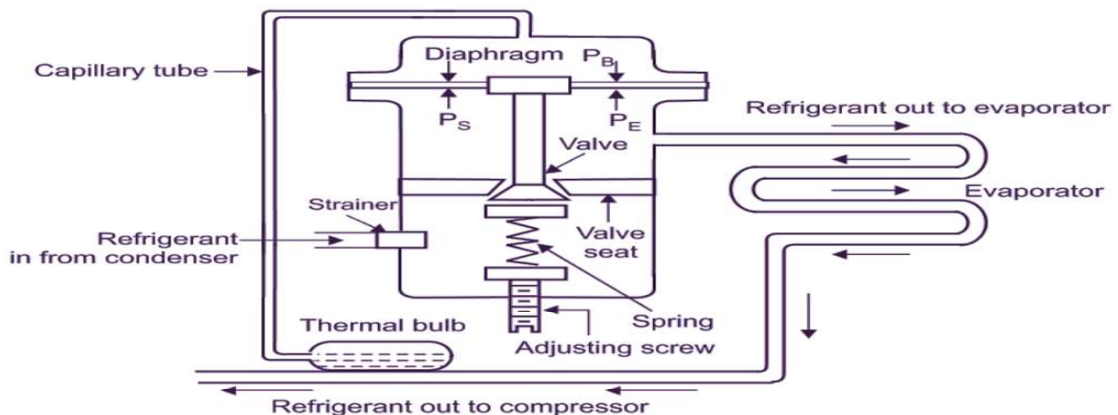 Diaphragm P_B
Capillary tube
P_S P_E
Refrigerant out to evaporator
Valve
Evaporator
Strainer
Refrigerant
in from condenser
Valve
seat
Thermal bulb
Spring
Adjusting screw
Refrigerant out to compressor